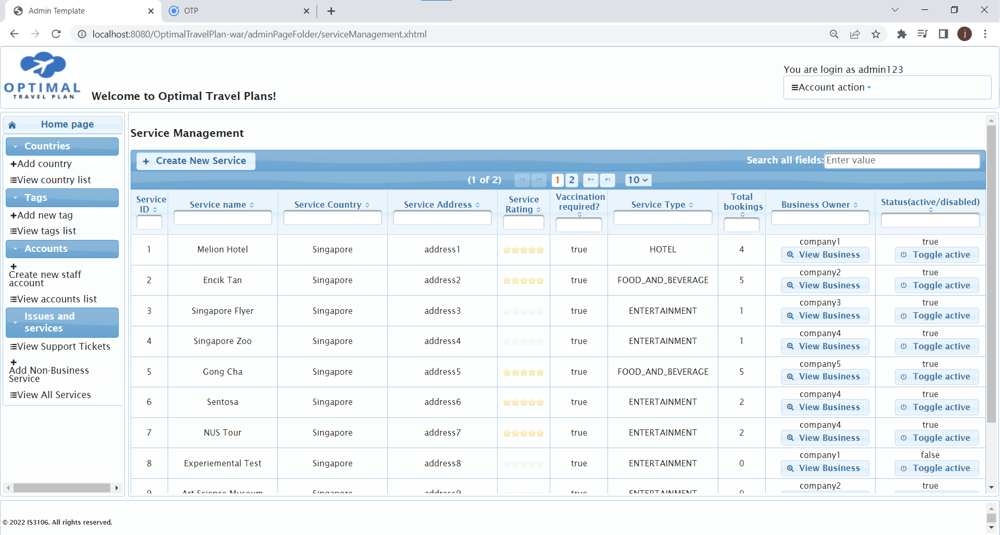 Admin Template
OTP
localhost:8080/OptimalTravelPlan-war/adminPageFolder/serviceManagement.xhtml
j
OPTIMAL
TRAVEL PLAN
Welcome to Optimal Travel Plans!
You are login as admin123
Account action
Home page
Countries
Add country
View country list
Tags
Add new tag
View tags list
Accounts
Create new staff
account
View accounts list
Issues and
services
View Support Tickets
Add Non-Business
Service
View All Services
Service Management
Create New Service
Search all fields: Enter value
(1 of 2) 1 2 10
Service ID Service name Service Country Service Address Service Rating Vaccination required? Service Type Total bookings Business Owner Status(active/disabled)
1 Melion Hotel Singapore address1 true HOTEL 4 company1 View Business true Toggle active
2 Encik Tan Singapore address2 true FOOD_AND_BEVERAGE 5 company2 View Business true Toggle active
3 Singapore Flyer Singapore address3 true ENTERTAINMENT 1 company3 View Business true Toggle active
4 Singapore Zoo Singapore address4 true ENTERTAINMENT 1 company4 View Business true Toggle active
5 Gong Cha Singapore address5 true FOOD_AND_BEVERAGE 5 company5 View Business true Toggle active
6 Sentosa Singapore address6 true ENTERTAINMENT 2 company4 View Business true Toggle active
7 NUS Tour Singapore address7 true ENTERTAINMENT 2 company4 View Business true Toggle active
8 Experiemental Test Singapore address8 true ENTERTAINMENT 0 company1 View Business false Toggle active
9 Art Science Museum Singapore address9 true ENTERTAINMENT 0 company2 true
© 2022 IS3106. All rights reserved.